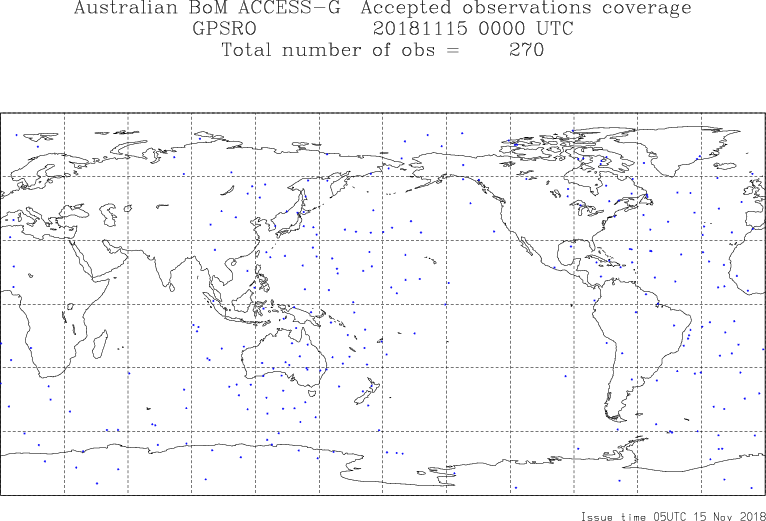 Australian BoM ACCESS-G Accepted observations coverage
GPSRO 20181115 0000 UTC
Total number of obs = 270
Issue time 05UTC 15 Nov 2018